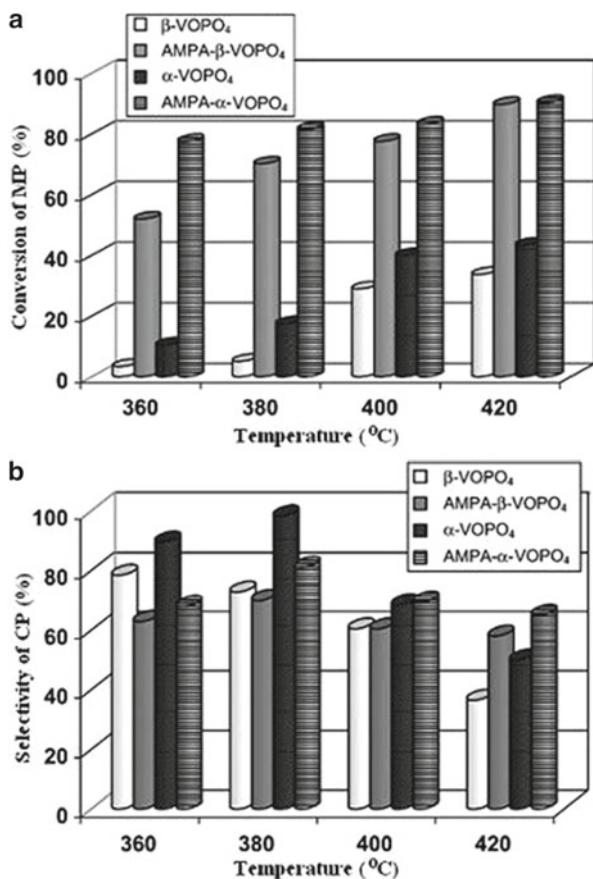 a
β-VOPO₄
AMPA-β-VOPO₄
α-VOPO₄
AMPA-α-VOPO₄
Conversion of MP (%)
100
80
60
40
20
0
360 380 400 420
Temperature (⁰C)
b
β-VOPO₄
AMPA-β-VOPO₄
α-VOPO₄
AMPA-α-VOPO₄
Selectivity of CP (%)
100
80
60
40
20
0
360 380 400 420
Temperature (⁰C)